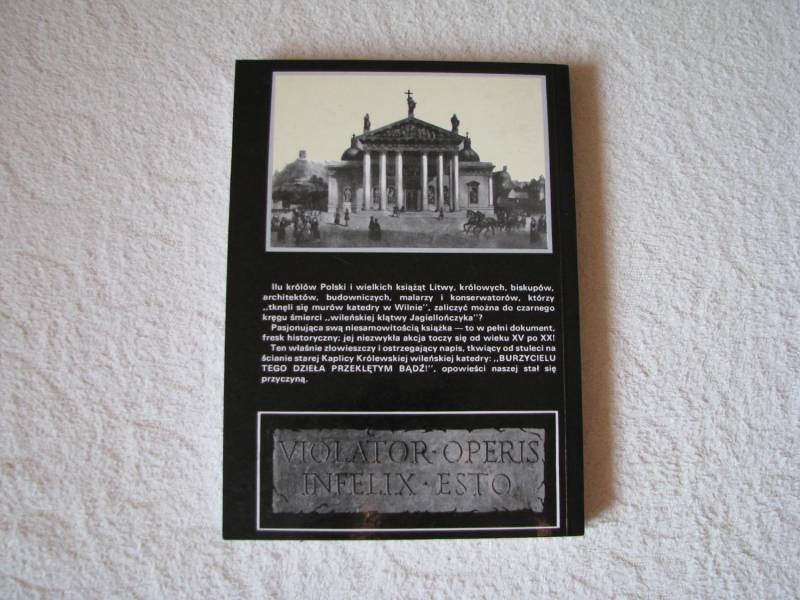 Ilu królów Polski i wielkich książąt Litwy, królowych, biskupów,
architektów, budowniczych, malarzy i konserwatorów, którzy
,,tknęli się murów katedry w Wilnie", zaliczyć można do czarnego
kręgu śmierci ,,wileńskiej klątwy Jagiellończyka"?
Pasjonująca swą niesamowitością książka — to w pełni dokument,
fresk historyczny; jej niezwykła akcja toczy się od wieku XV po XX!
Ten właśnie złowieszczy i ostrzegający napis, tkwiący od stuleci na
ścianie starej Kaplicy Królewskiej wileńskiej katedry: ,,BURZYCIELU
TEGO DZIEŁA PRZEKLĘTYM BĄDŹ!", opowieści naszej stał się
przyczyną.
VIOLATOR · OPERIS
INFELIX · ESTO